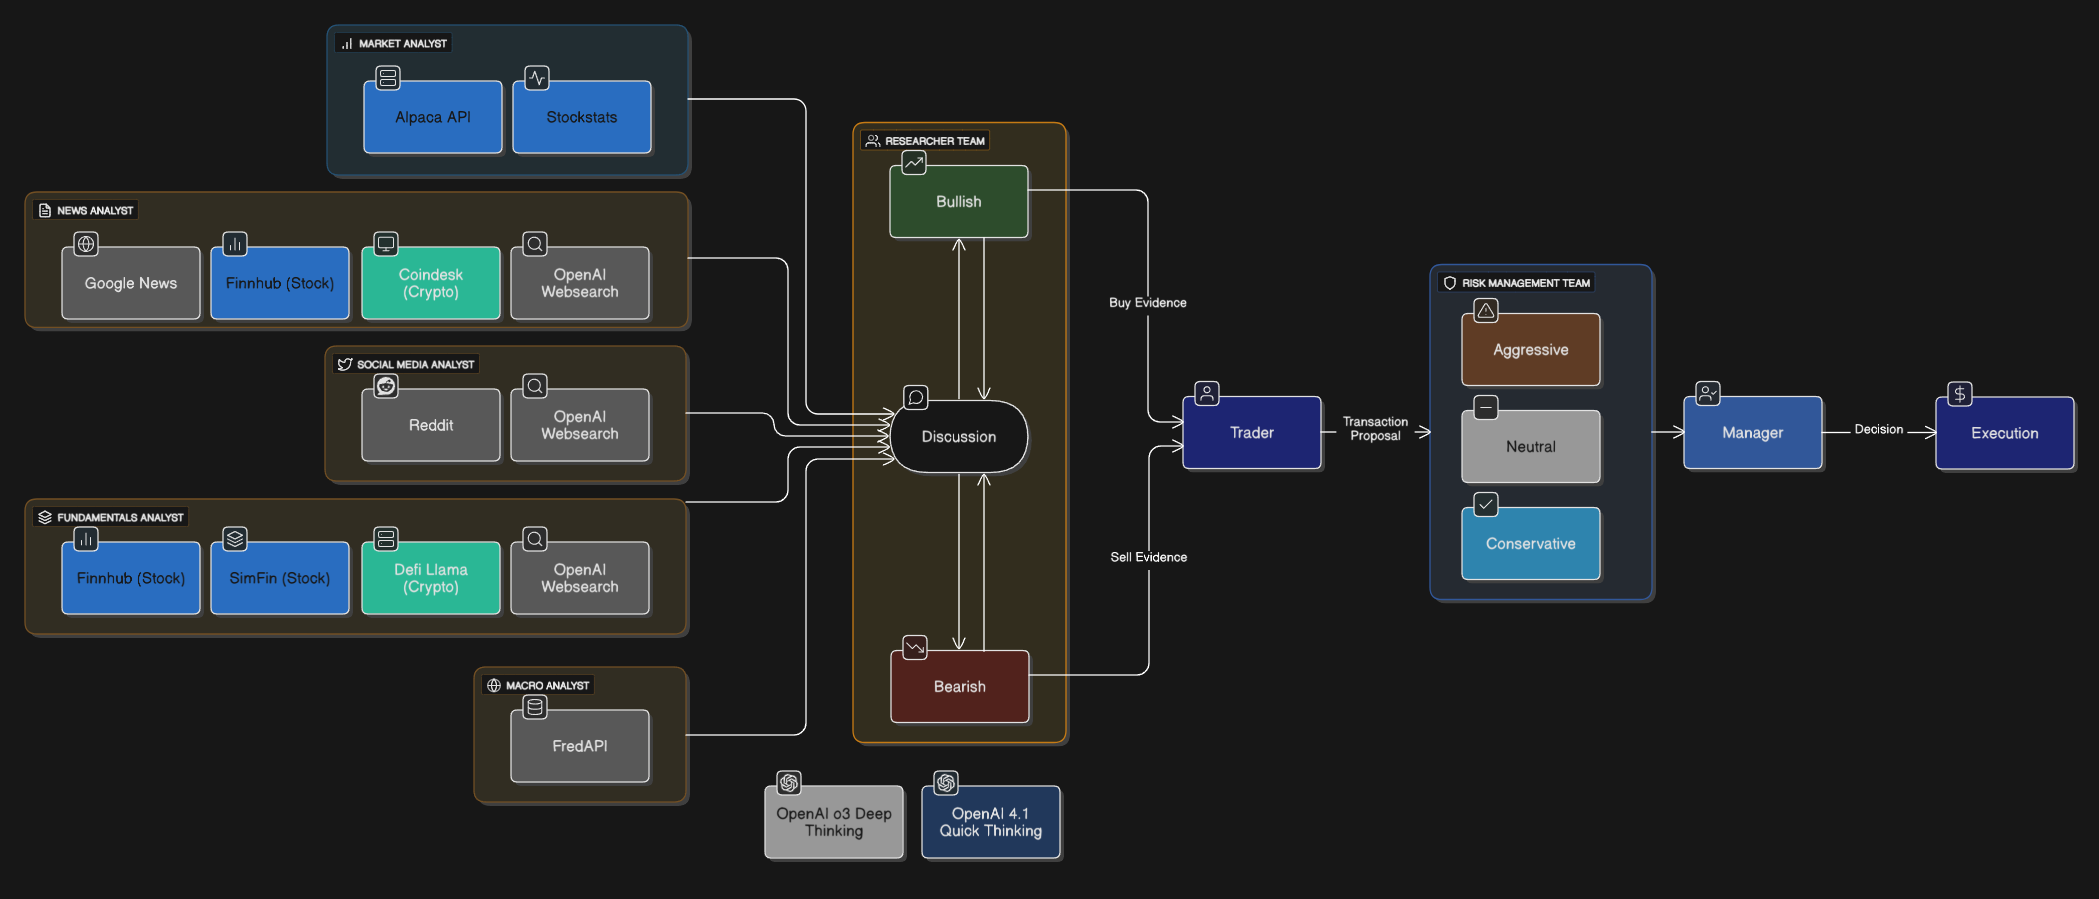 MARKET ANALYST
Alpaca API
Stockstats
NEWS ANALYST
Google News
Finnhub (Stock)
Coindesk
(Crypto)
OpenAI
Websearch
SOCIAL MEDIA ANALYST
Reddit
OpenAI
Websearch
FUNDAMENTALS ANALYST
Finnhub (Stock)
SimFin (Stock)
Defi Llama
(Crypto)
OpenAI
Websearch
MACRO ANALYST
FredAPI
RESEARCHER TEAM
Bullish
Discussion
Bearish
OpenAI o3 Deep
Thinking
OpenAI 4.1
Quick Thinking
Buy Evidence
Sell Evidence
Trader
Transaction
Proposal
RISK MANAGEMENT TEAM
Aggressive
Neutral
Conservative
Manager
Decision
Execution